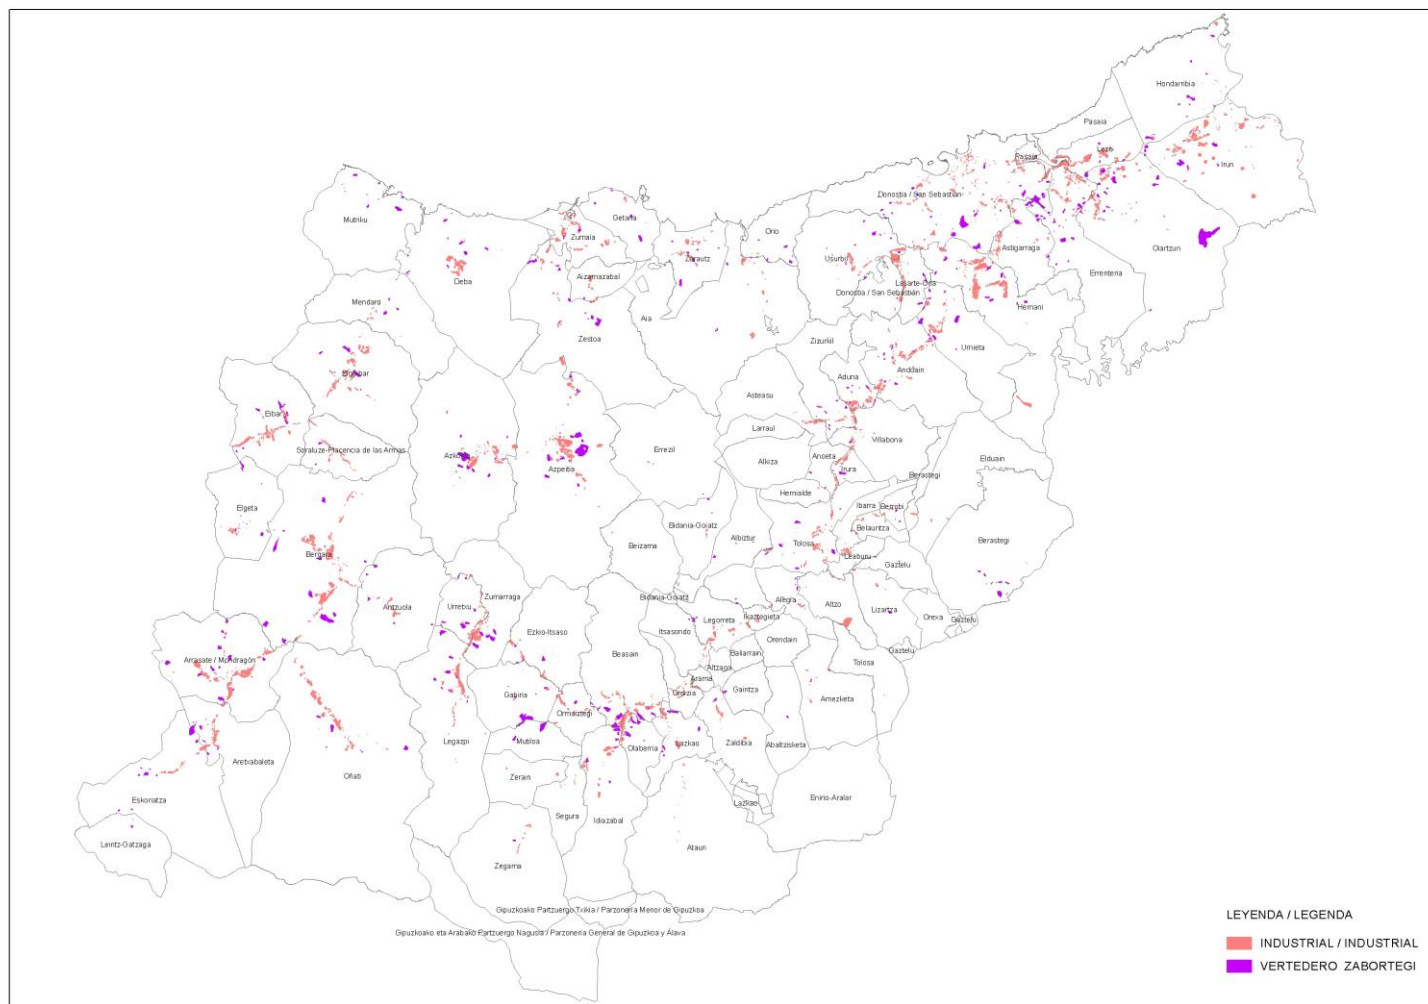 Hondarribia
Pasaia
Lezo
Pasaia
Irun
Donostia / San Sebastián
Mutriku
Getaria
Zumaia
Orio
Oiartzun
Astigarraga
Usurbil
Zarautz
Errenteria
Aizarnazabal
Deba
Lasarte-Oria
Donostia / San Sebastián
Mendaro
Hernani
Aia
Zestoa
Zizurkil
Urnieta
Andoain
Aduna
Elgoibar
Asteasu
Eibar
Larraul
Villabona
Soraluze-Placencia de las Armas
Errezil
Azkoitia
Anoeta
Elduain
Azpeitia
Alkiza
Irura
Berastegi
Hernialde
Ibarra
Berrobi
Elgeta
Bidania-Goiatz
Belauntza
Albiztur
Tolosa
Beizama
Bergara
Leaburu
Berastegi
Gaztelu
Zumarraga
Bidania-Goiatz
Alegia
Altzo
Antzuola
Urretxu
Lizartza
Orexa
Gaztelu
Legorreta
Ikaztegieta
Ezkio-Itsaso
Itsasondo
Orendain
Gaztelu
Beasain
Baliarrain
Arrasate / Mondragón
Altzaga
Tolosa
Arama
Ordizia
Gaintza
Gabiria
Amezketa
Ormaiztegi
Legazpi
Mutiloa
Olaberria
Lazkao
Zaldibia
Abaltzisketa
Aretxabaleta
Oñati
Zerain
Eskoriatza
Enirio-Aralar
Lazkao
Segura
Idiazabal
Leintz-Gatzaga
Ataun
Zegama
Gipuzkoako Partzuergo Txikia / Parzonería Menor de Gipuzkoa
Gipuzkoako eta Arabako Partzuergo Nagusia / Parzonería General de Gipuzkoa y Álava
LEYENDA / LEGENDA
INDUSTRIAL / INDUSTRIAL
VERTEDERO ZABORTEGI